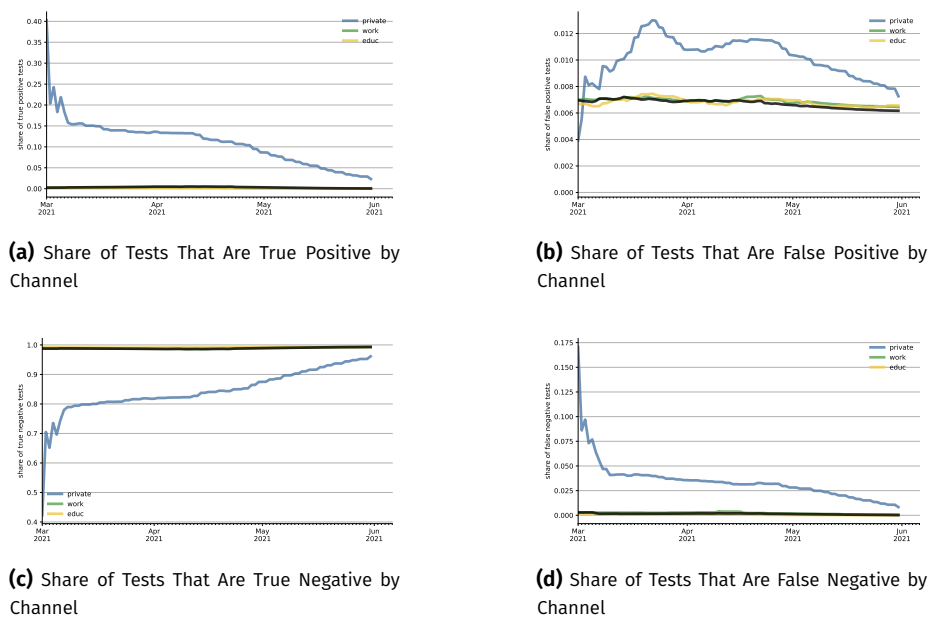 0.40
0.35
0.30
0.25
0.20
0.15
0.10
0.05
0.00
share of true positive tests
private
work
educ
Mar
2021
Apr
May
Jun
2021
(a) Share of Tests That Are True Positive by
Channel
0.012
0.010
0.008
0.006
0.004
0.002
0.000
share of false positive tests
private
work
educ
Mar
2021
Apr
May
Jun
2021
(b) Share of Tests That Are False Positive by
Channel
1.0
0.9
0.8
0.7
0.6
0.5
0.4
share of true negative tests
private
work
educ
Mar
2021
Apr
May
Jun
2021
(c) Share of Tests That Are True Negative by
Channel
0.175
0.150
0.125
0.100
0.075
0.050
0.025
0.000
share of false negative tests
private
work
educ
Mar
2021
Apr
May
Jun
2021
(d) Share of Tests That Are False Negative by
Channel